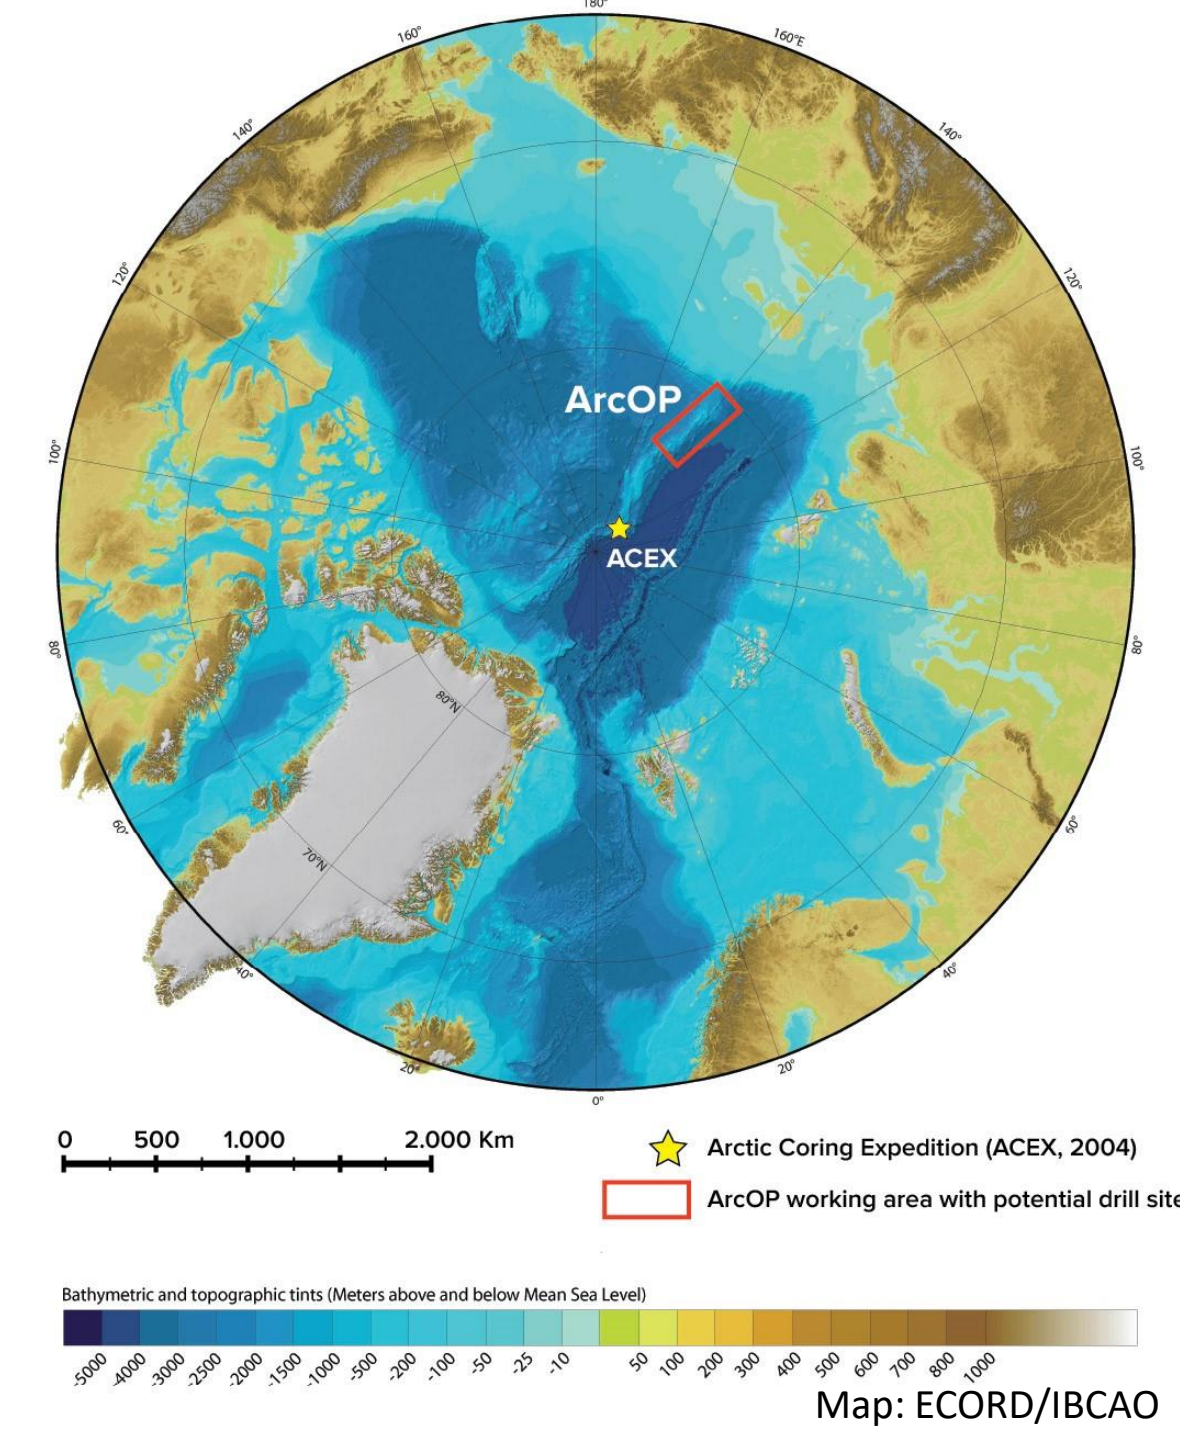 180°
160°
160°E
140°
140°
120°
120°
ArcOP
100°
100°
ACEX
80°
80°
80°N
60°
60°
70°N
40°
40°
20°
20°
0°
0 500 1.000 2.000 Km
Arctic Coring Expedition (ACEX, 2004)
ArcOP working area with potential drill site
Bathymetric and topographic tints (Meters above and below Mean Sea Level)
-5000 -4000 -3000 -2500 -2000 -1500 -1000 -500 -200 -100 -50 -25 -10 50 100 200 300 400 500 600 700 800 1000
Map: ECORD/IBCAO